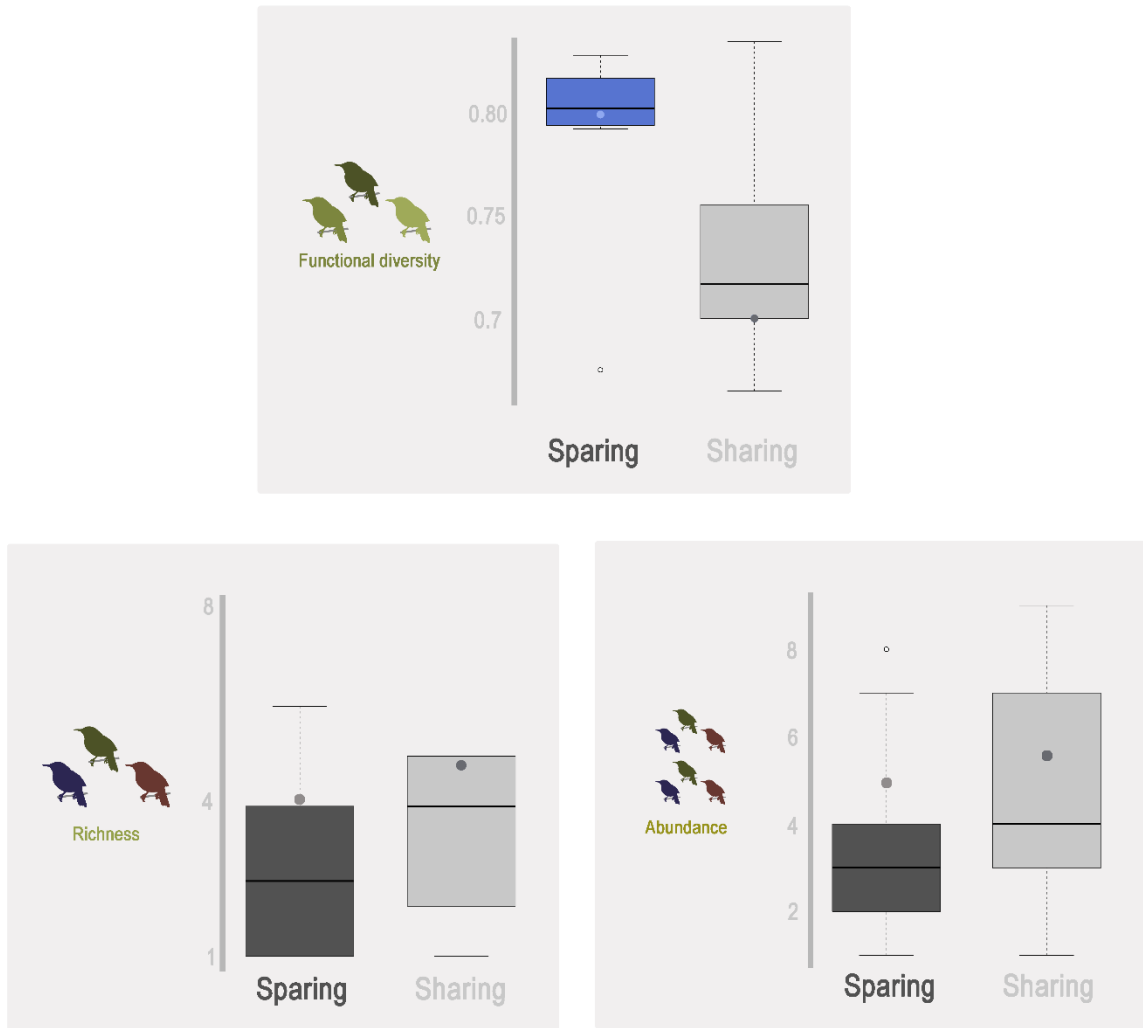 0.80
0.75
Functional diversity
0.7
Sparing Sharing
8
4
Richness
1
Sparing Sharing
8
6
4
Abundance
2
Sparing Sharing